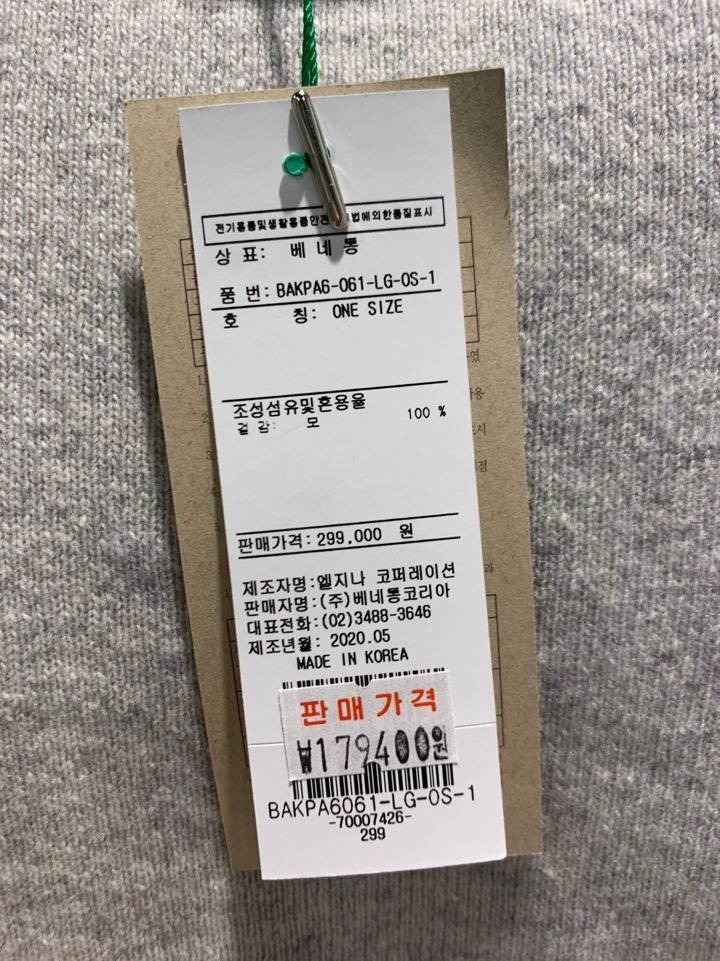 전기용품및생활용품안전 법에의한품질표시
상 표: 베 네 통
품 번: BAKPA6-061-LG-OS-1
호 칭: ONE SIZE
조성섬유및혼용율
겉 감: 모 100 %
판매가격: 299,000 원
제조자명:엘지나 코퍼레이션
판매자명:(주)베네통코리아
대표전화:(02)3488-3646
제조년월: 2020.05
MADE IN KOREA
판매가격
₩179400원
BAKPA6061-LG-OS-1
-70007426-
299